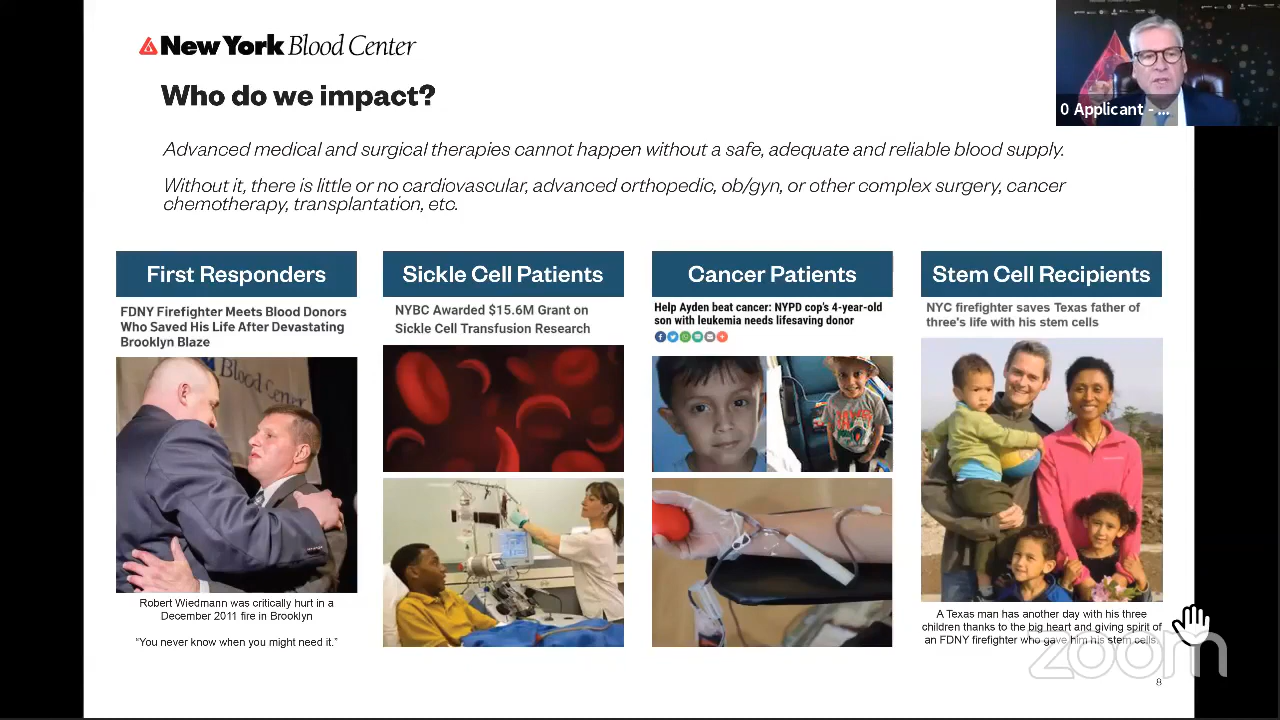 New York Blood Center
Who do we impact?
0 Applicant - ...
Advanced medical and surgical therapies cannot happen without a safe, adequate and reliable blood supply.
Without it, there is little or no cardiovascular, advanced orthopedic, ob/gyn, or other complex surgery, cancer
chemotherapy, transplantation, etc.
First Responders
FDNY Firefighter Meets Blood Donors
Who Saved His Life After Devastating
Brooklyn Blaze
Blood Center
Robert Wiedmann was critically hurt in a
December 2011 fire in Brooklyn
“You never know when you might need it.”
Sickle Cell Patients
NYBC Awarded $15.6M Grant on
Sickle Cell Transfusion Research
Cancer Patients
Help Ayden beat cancer: NYPD cop's 4-year-old
son with leukemia needs lifesaving donor
Stem Cell Recipients
NYC firefighter saves Texas father of
three's life with his stem cells
A Texas man has another day with his three
children thanks to the big heart and giving spirit of
an FDNY firefighter who gave him his stem cells.
zoom
8